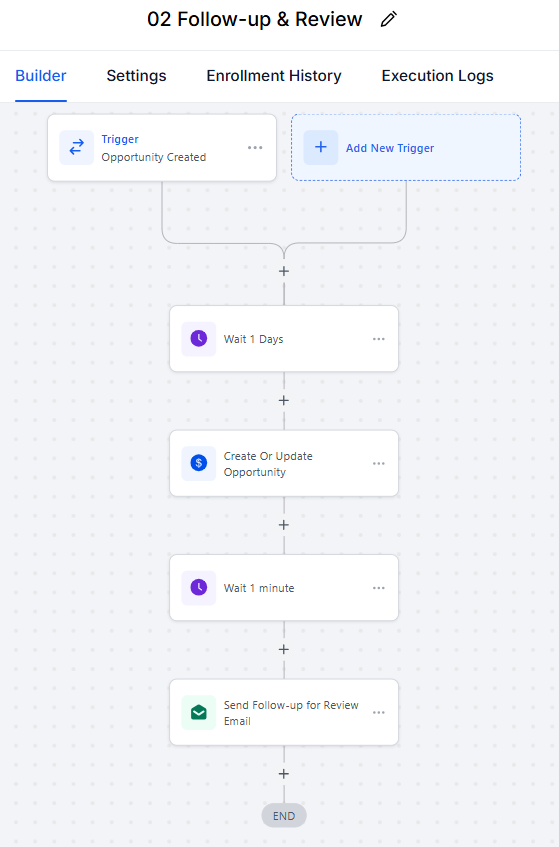 02 Follow-up & Review
Builder Settings Enrollment History Execution Logs
Trigger
Opportunity Created
Add New Trigger
Wait 1 Days
Create Or Update
Opportunity
Wait 1 minute
Send Follow-up for Review
Email
END